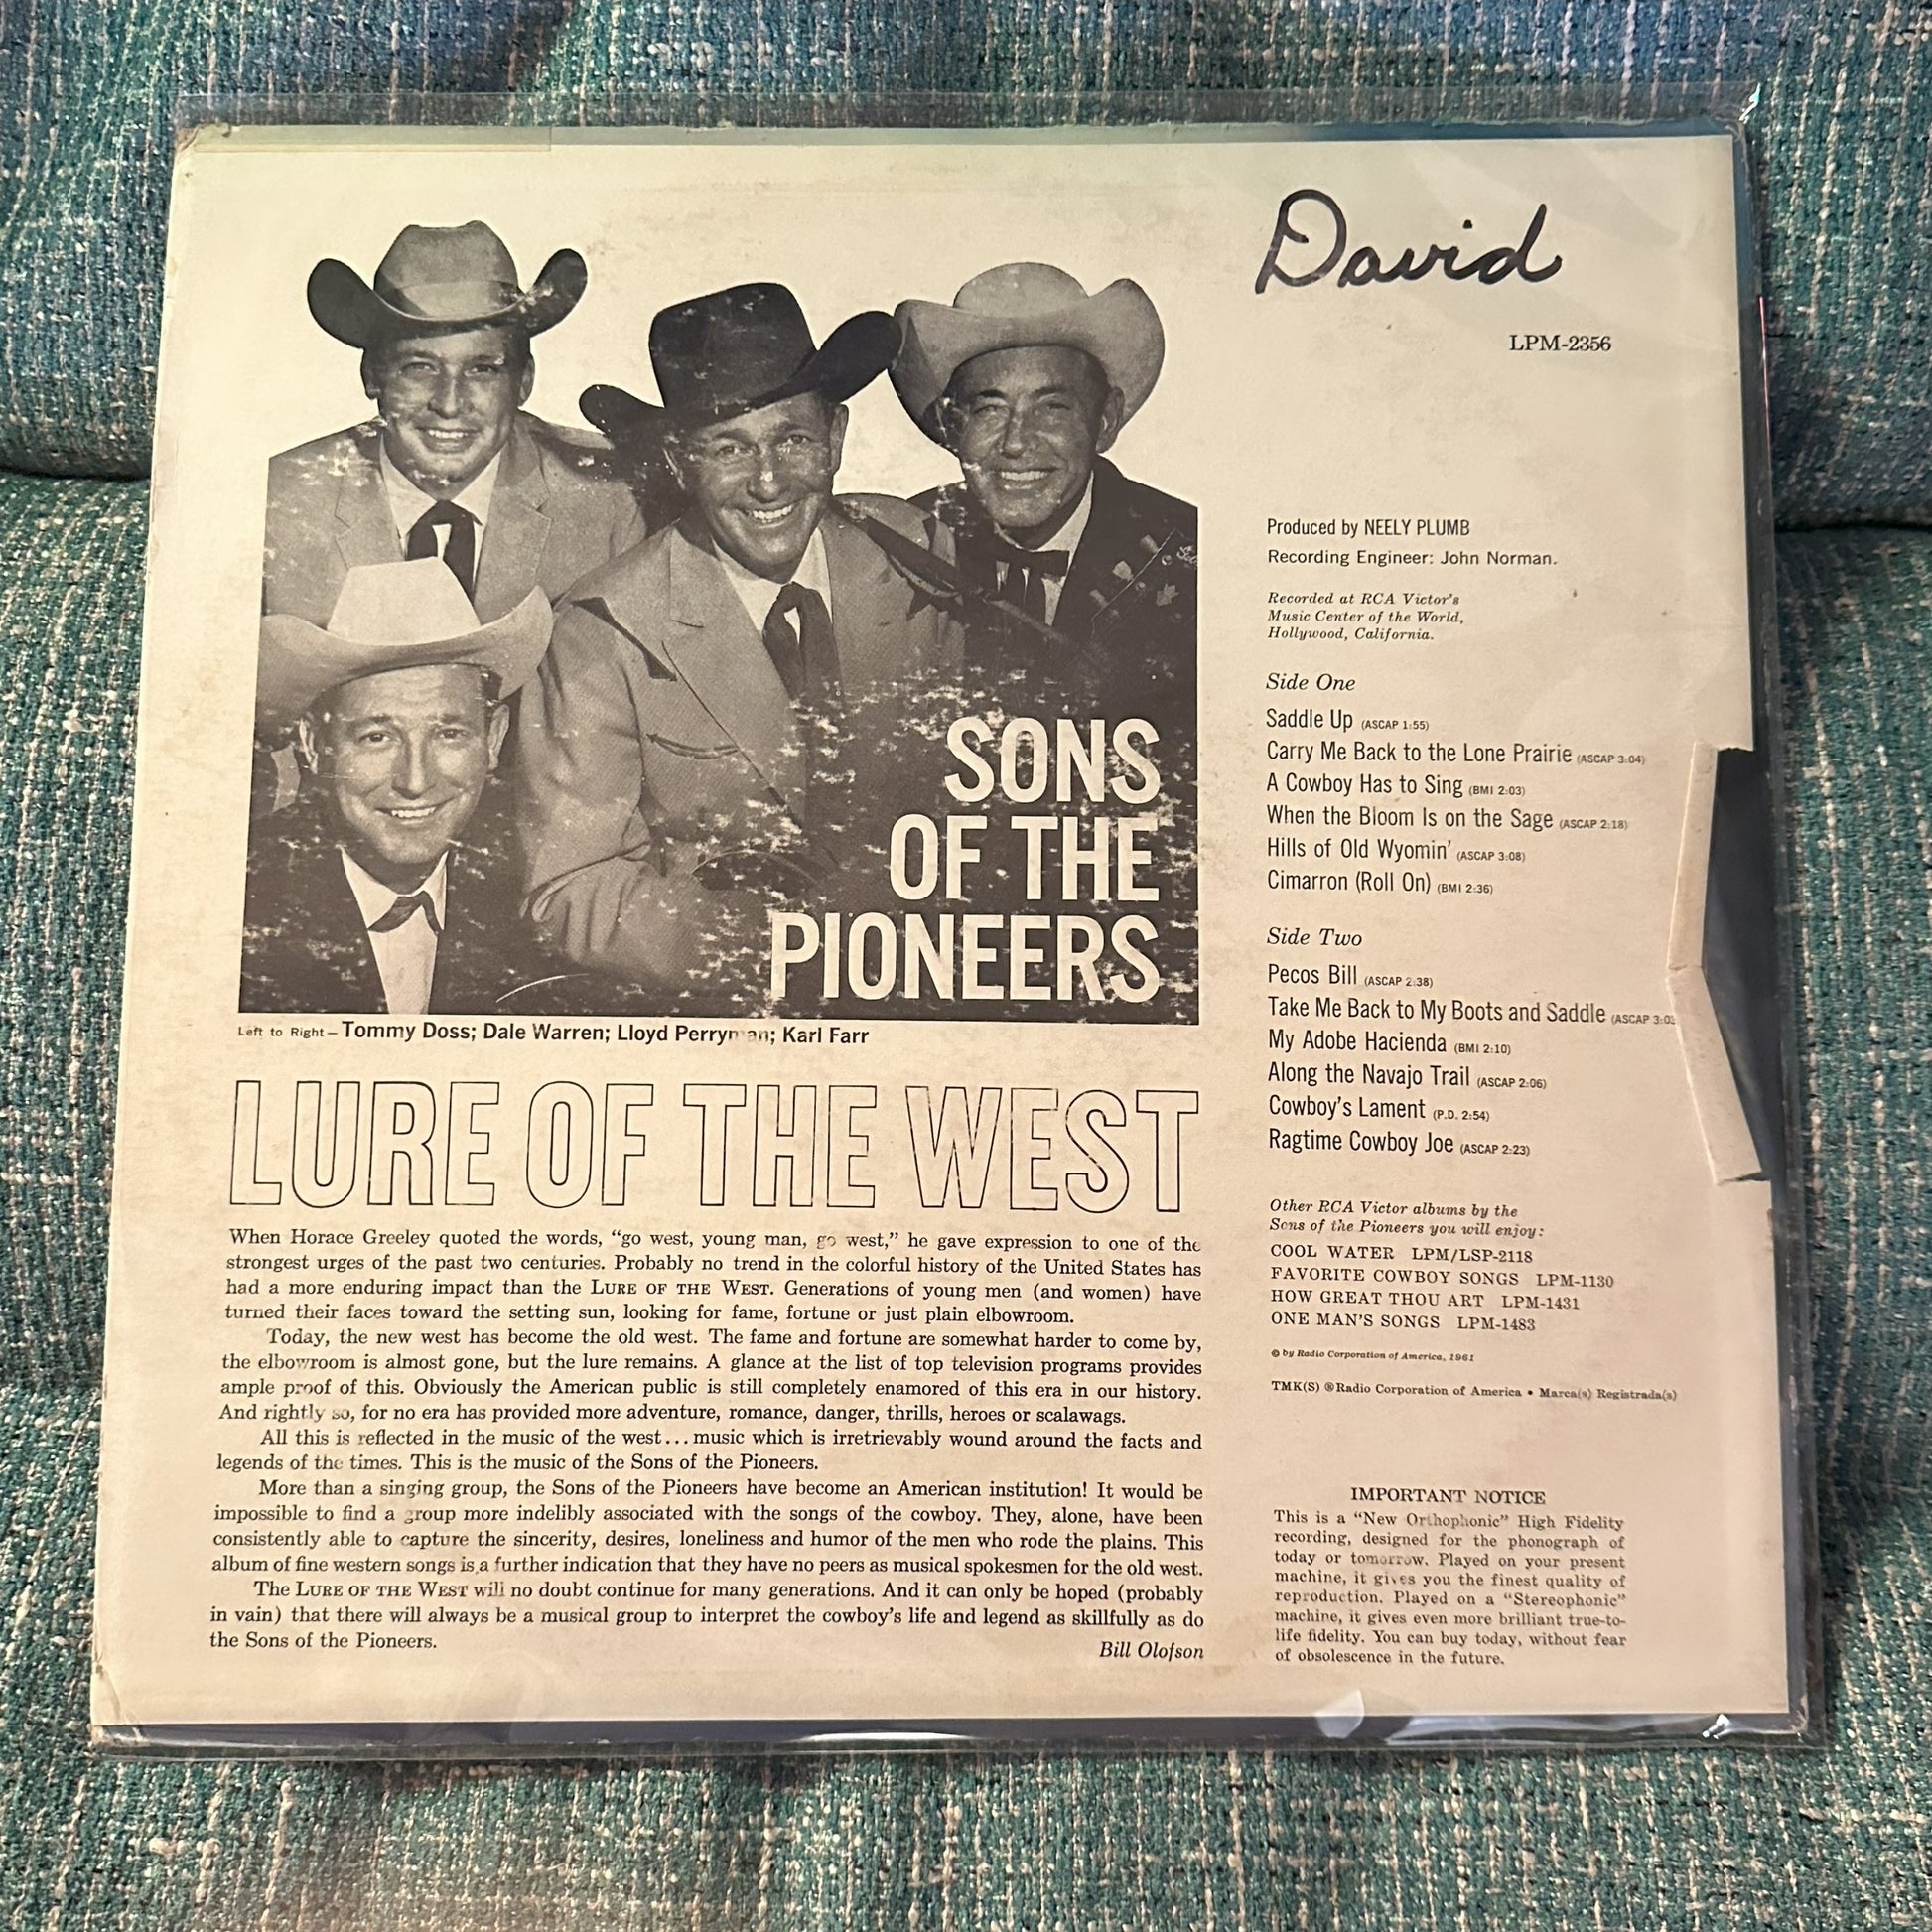 David
LPM-2356
SONS
OF THE
PIONEERS
Left to Right—Tommy Doss; Dale Warren; Lloyd Perryman; Karl Farr
LURE OF THE WEST
When Horace Greeley quoted the words, “go west, young man, go west,” he gave expression to one of the
strongest urges of the past two centuries. Probably no trend in the colorful history of the United States has
had a more enduring impact than the LURE OF THE WEST. Generations of young men (and women) have
turned their faces toward the setting sun, looking for fame, fortune or just plain elbowroom.
Today, the new west has become the old west. The fame and fortune are somewhat harder to come by,
the elbowroom is almost gone, but the lure remains. A glance at the list of top television programs provides
ample proof of this. Obviously the American public is still completely enamored of this era in our history.
And rightly so, for no era has provided more adventure, romance, danger, thrills, heroes or scalawags.
All this is reflected in the music of the west...music which is irretrievably wound around the facts and
legends of the times. This is the music of the Sons of the Pioneers.
More than a singing group, the Sons of the Pioneers have become an American institution! It would be
impossible to find a group more indelibly associated with the songs of the cowboy. They, alone, have been
consistently able to capture the sincerity, desires, loneliness and humor of the men who rode the plains. This
album of fine western songs is a further indication that they have no peers as musical spokesmen for the old west.
The LURE OF THE WEST will no doubt continue for many generations. And it can only be hoped (probably
in vain) that there will always be a musical group to interpret the cowboy’s life and legend as skillfully as do
the Sons of the Pioneers.
Bill Olofson
Produced by NEELY PLUMB
Recording Engineer: John Norman.
Recorded at RCA Victor’s
Music Center of the World,
Hollywood, California.
Side One
Saddle Up (ASCAP 1:55)
Carry Me Back to the Lone Prairie (ASCAP 3:04)
A Cowboy Has to Sing (BMI 2:03)
When the Bloom Is on the Sage (ASCAP 2:18)
Hills of Old Wyomin’ (ASCAP 3:08)
Cimarron (Roll On) (BMI 2:36)
Side Two
Pecos Bill (ASCAP 2:38)
Take Me Back to My Boots and Saddle (ASCAP
My Adobe Hacienda (BMI 2:10)
Along the Navajo Trail (ASCAP 2:06)
Cowboy’s Lament (P.D. 2:54)
Ragtime Cowboy Joe (ASCAP 2:23)
Other RCA Victor albums by the
Sons of the Pioneers you will enjoy:
COOL WATER LPM/LSP-2118
FAVORITE COWBOY SONGS LPM-1130
HOW GREAT THOU ART LPM-1431
ONE MAN’S SONGS LPM-1483
© by Radio Corporation of America, 1961
TMK(S) ® Radio Corporation of America • Marca(s) Registrada(s)
IMPORTANT NOTICE
This is a “New Orthophonic” High Fidelity
recording, designed for the phonograph of
today or tomorrow. Played on your present
machine, it gives you the finest quality of
reproduction. Played on a “Stereophonic”
machine, it gives even more brilliant true-to-
life fidelity. You can buy today, without fear
of obsolescence in the future.